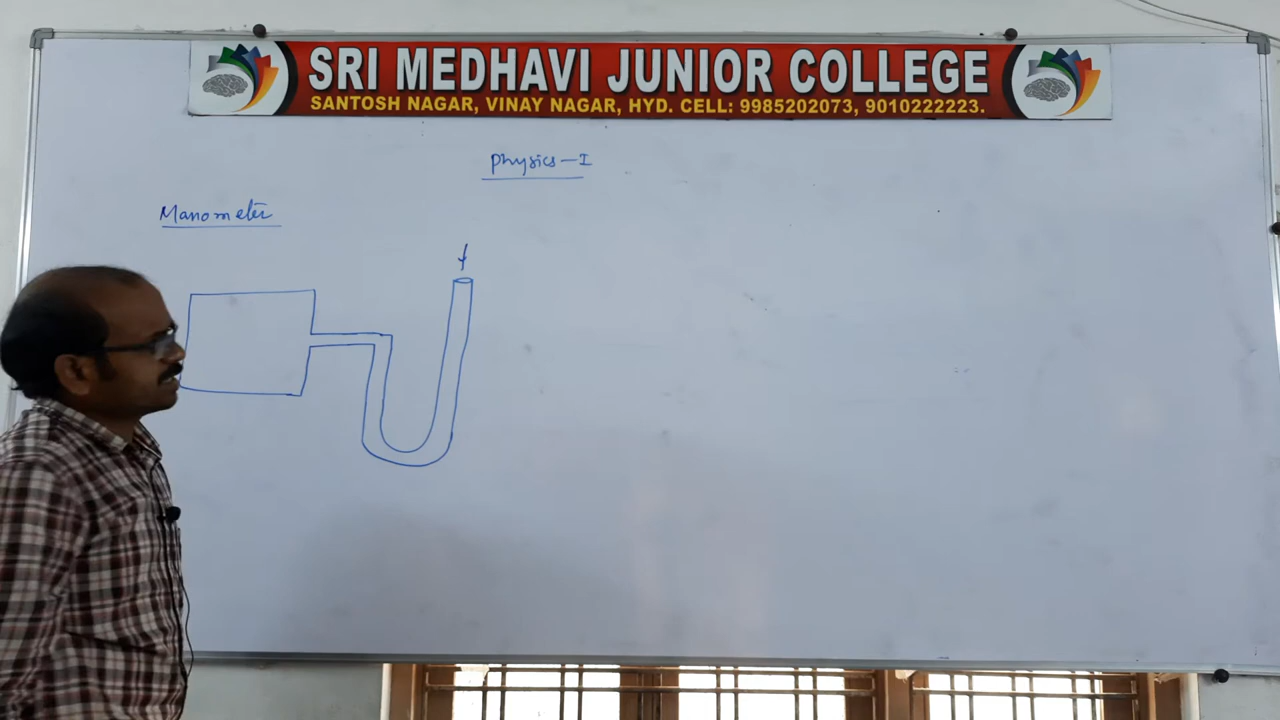 SRI MEDHAVI JUNIOR COLLEGE
SANTOSH NAGAR, VINAY NAGAR, HYD. CELL: 9985202073, 9010222223.
Physics-I
Manometer